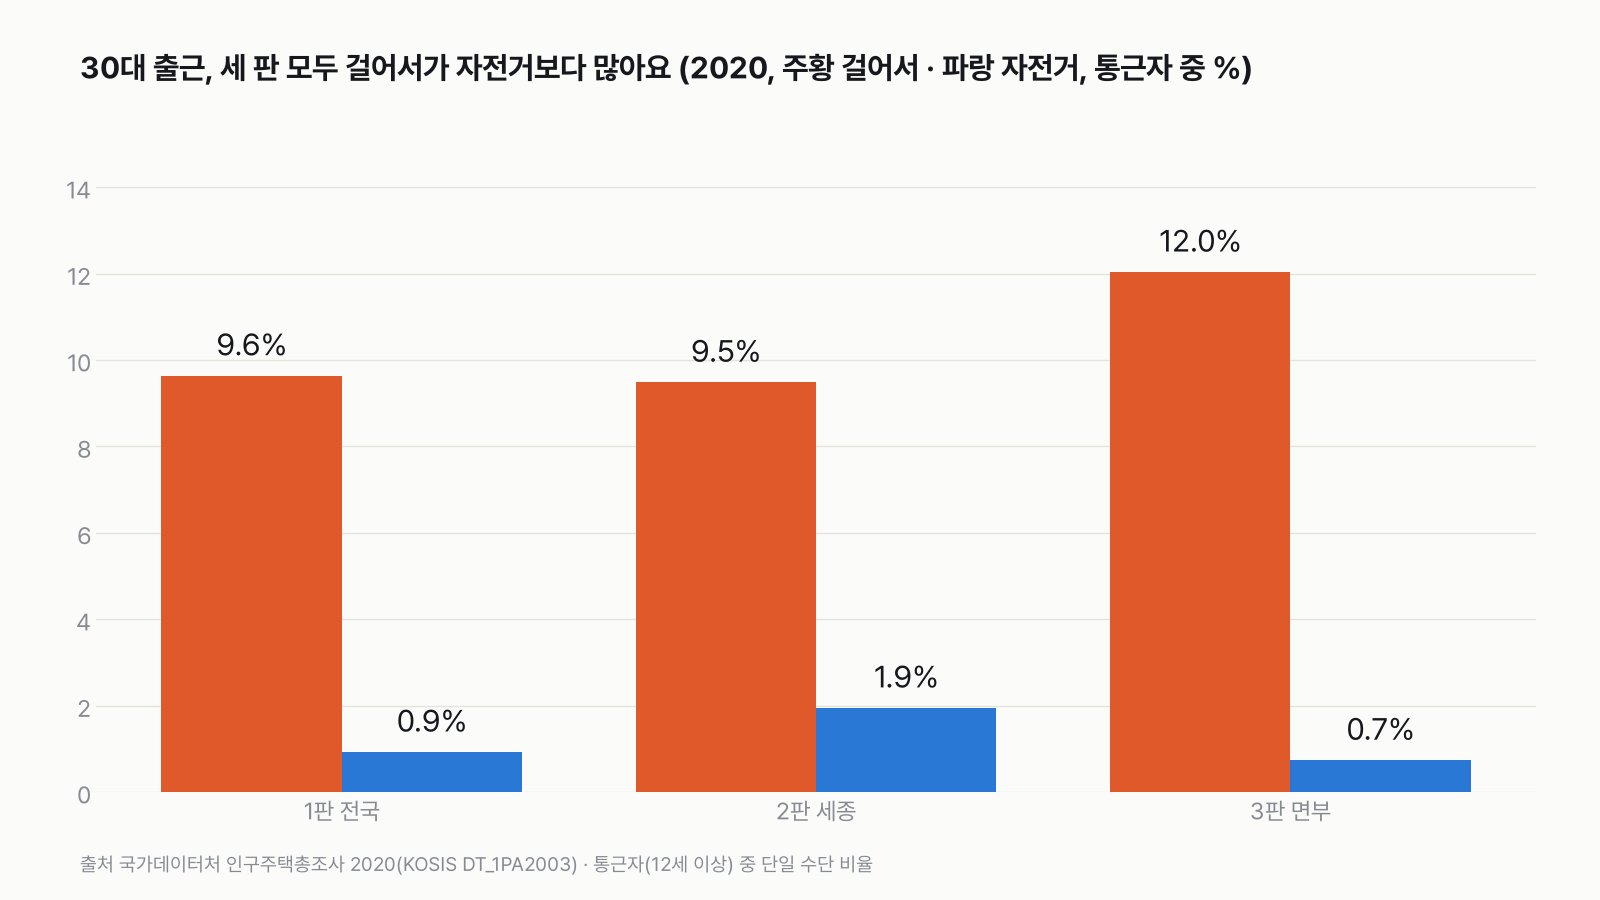 30대 출근, 세 판 모두 걸어서가 자전거보다 많아요 (2020, 주황 걸어서 · 파랑 자전거, 통근자 중 %)
14
12
10
8
6
4
2
0
9.6%
0.9%
9.5%
1.9%
12.0%
0.7%
1판 전국
2판 세종
3판 면부
출처 국가데이터처 인구주택총조사 2020(KOSIS DT_1PA2003) · 통근자(12세 이상) 중 단일 수단 비율